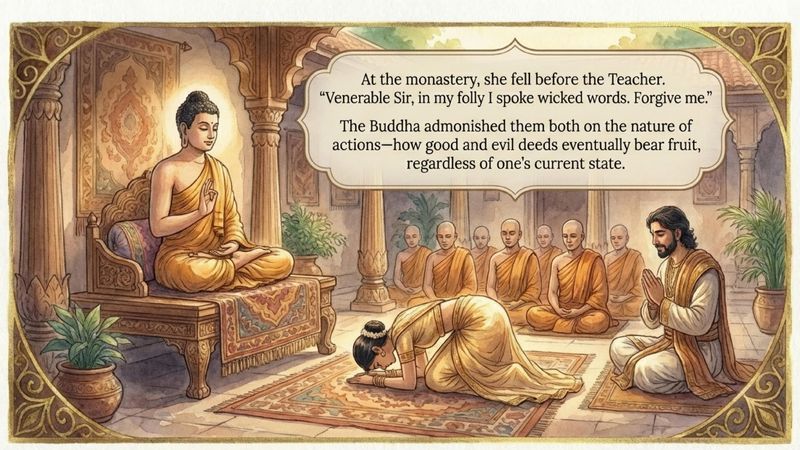 At the monastery, she fell before the Teacher.
“Venerable Sir, in my folly I spoke wicked words. Forgive me.”
The Buddha admonished them both on the nature of
actions—how good and evil deeds eventually bear fruit,
regardless of one’s current state.